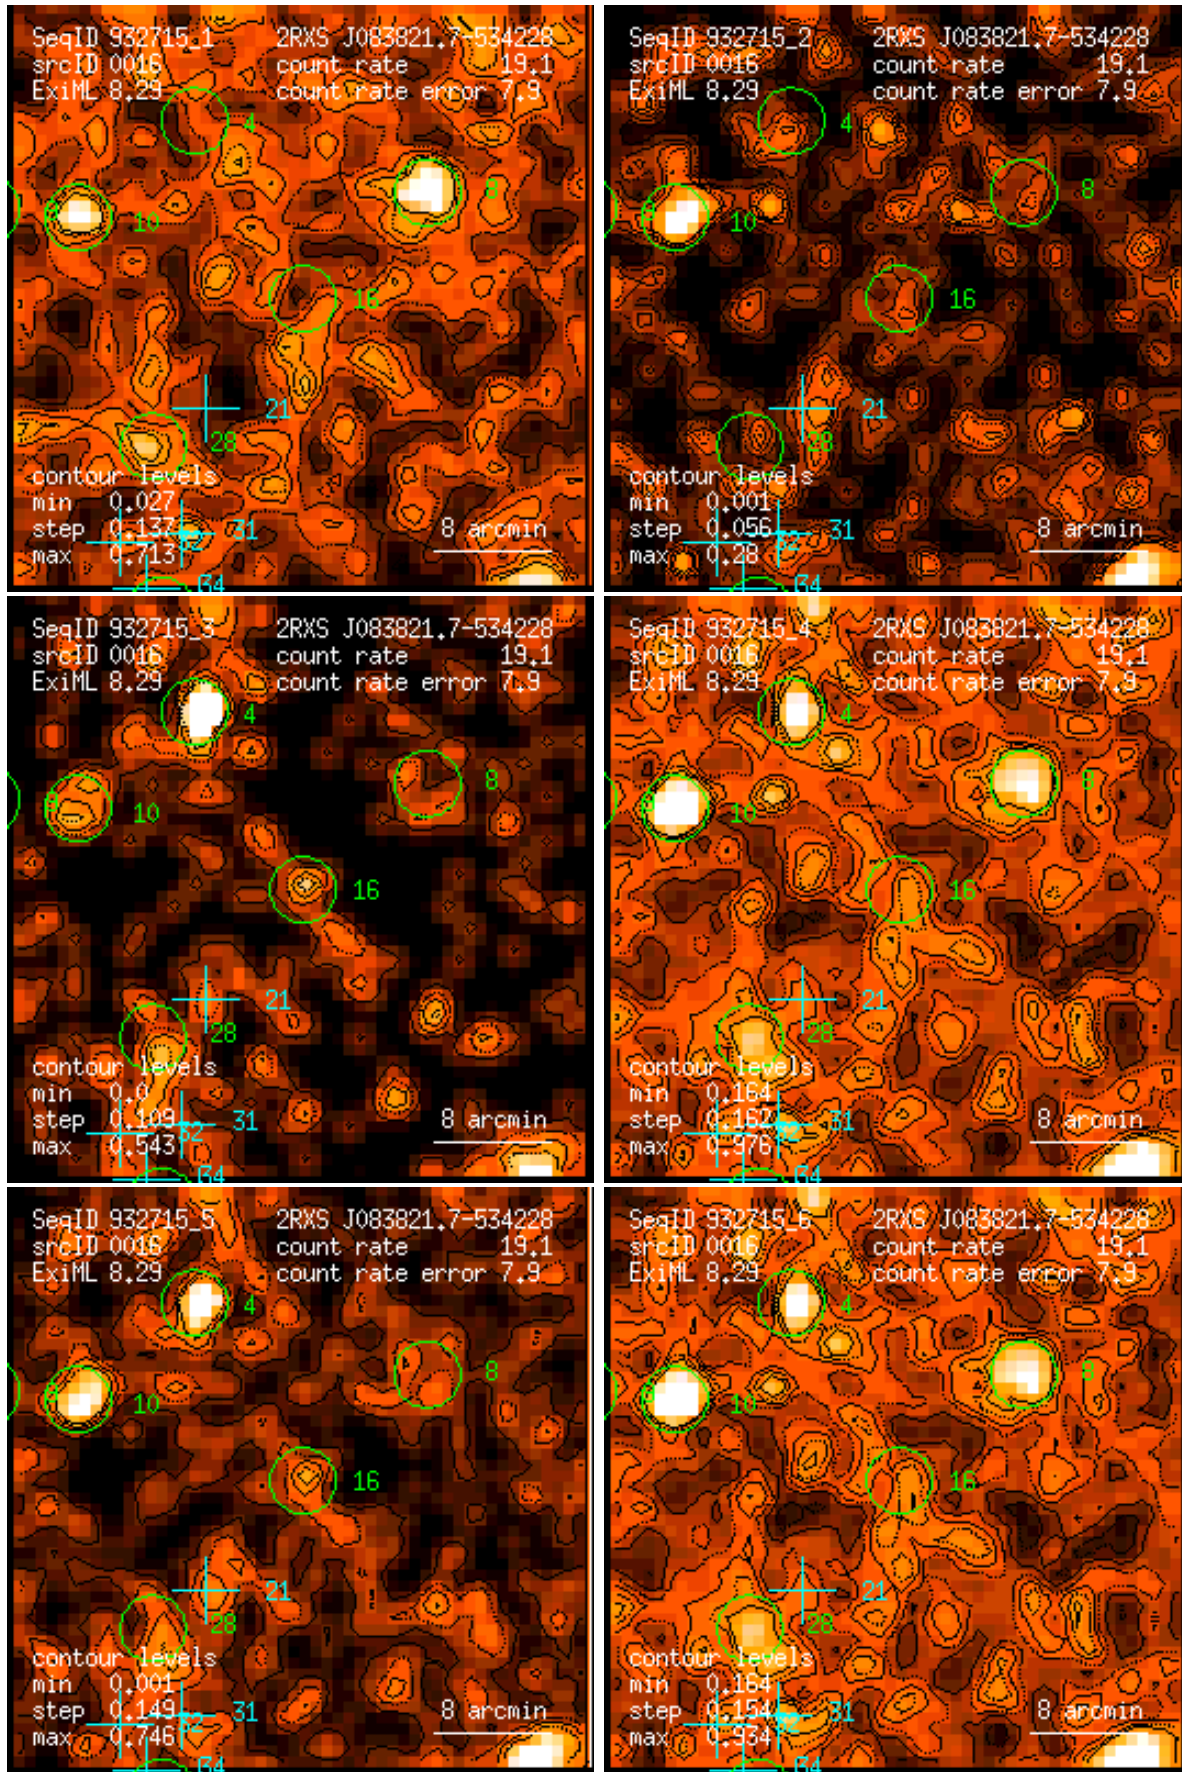 SeqID 932715_1 2RXS J083821.7-534228
srcID 0016 count rate 19.1
ExiML 8.29 count rate error 7.9
4
8
10
16
21
28
contour levels
min 0.027
step 0.137
max 0.713
31
32
8 arcmin
34
SeqID 932715_2 2RXS J083821.7-534228
srcID 0016 count rate 19.1
ExiML 8.29 count rate error 7.9
4
8
10
16
21
28
contour levels
min 0.001
step 0.056
max 0.28
31
32
8 arcmin
34
SeqID 932715_3 2RXS J083821.7-534228
srcID 0016 count rate 19.1
ExiML 8.29 count rate error 7.9
4
8
10
16
21
28
contour levels
min 0.0
step 0.109
max 0.543
31
32
8 arcmin
34
SeqID 932715_4 2RXS J083821.7-534228
srcID 0016 count rate 19.1
ExiML 8.29 count rate error 7.9
4
8
10
16
21
28
contour levels
min 0.164
step 0.162
max 0.976
31
32
8 arcmin
34
SeqID 932715_5 2RXS J083821.7-534228
srcID 0016 count rate 19.1
ExiML 8.29 count rate error 7.9
4
8
10
16
21
28
contour levels
min 0.001
step 0.149
max 0.746
31
32
8 arcmin
34
SeqID 932715_6 2RXS J083821.7-534228
srcID 0016 count rate 19.1
ExiML 8.29 count rate error 7.9
4
8
10
16
21
28
contour levels
min 0.164
step 0.154
max 0.934
31
32
8 arcmin
34